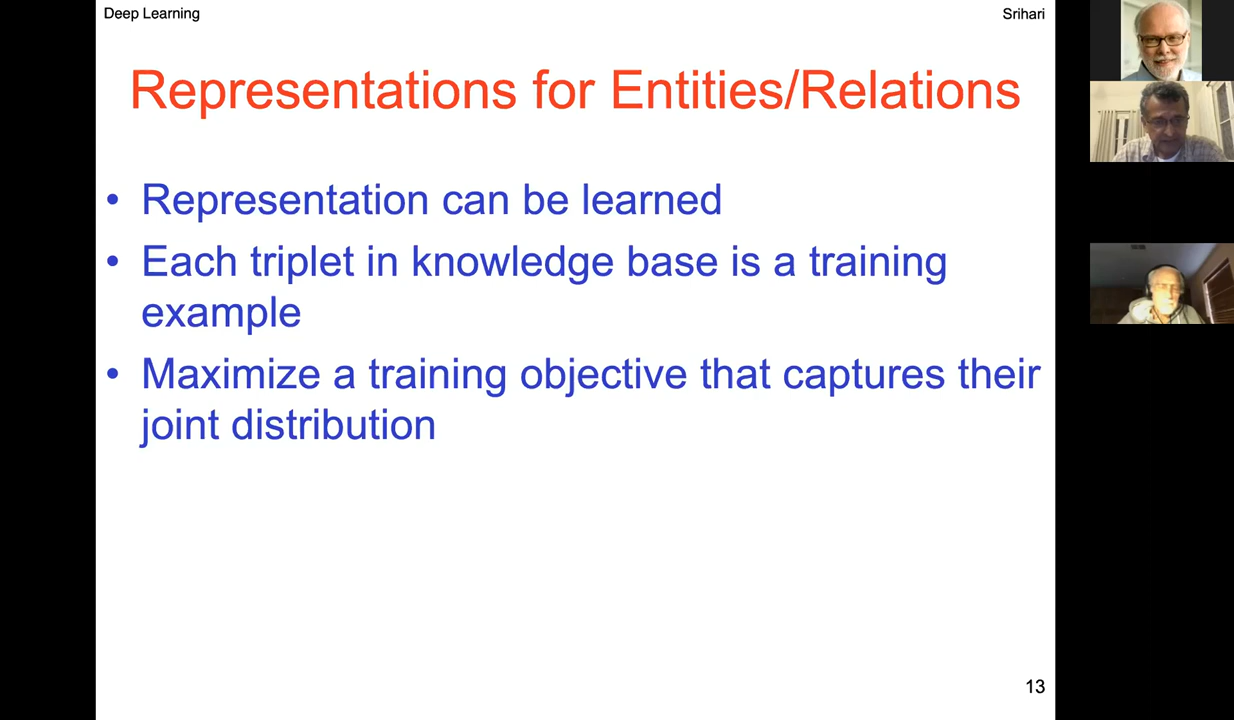 Deep Learning
Srihari
Representations for Entities/Relations
• Representation can be learned
• Each triplet in knowledge base is a training
example
• Maximize a training objective that captures their
joint distribution
13